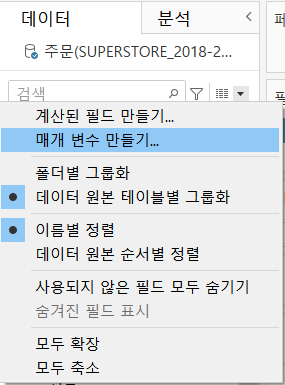 데이터
분석
페
주문(SUPERSTORE_2018-2...
검색
계산된 필드 만들기...
매개 변수 만들기...
폴더별 그룹화
데이터 원본 테이블별 그룹화
이름별 정렬
데이터 원본 순서별 정렬
사용되지 않은 필드 모두 숨기기
숨겨진 필드 표시
모두 확장
모두 축소